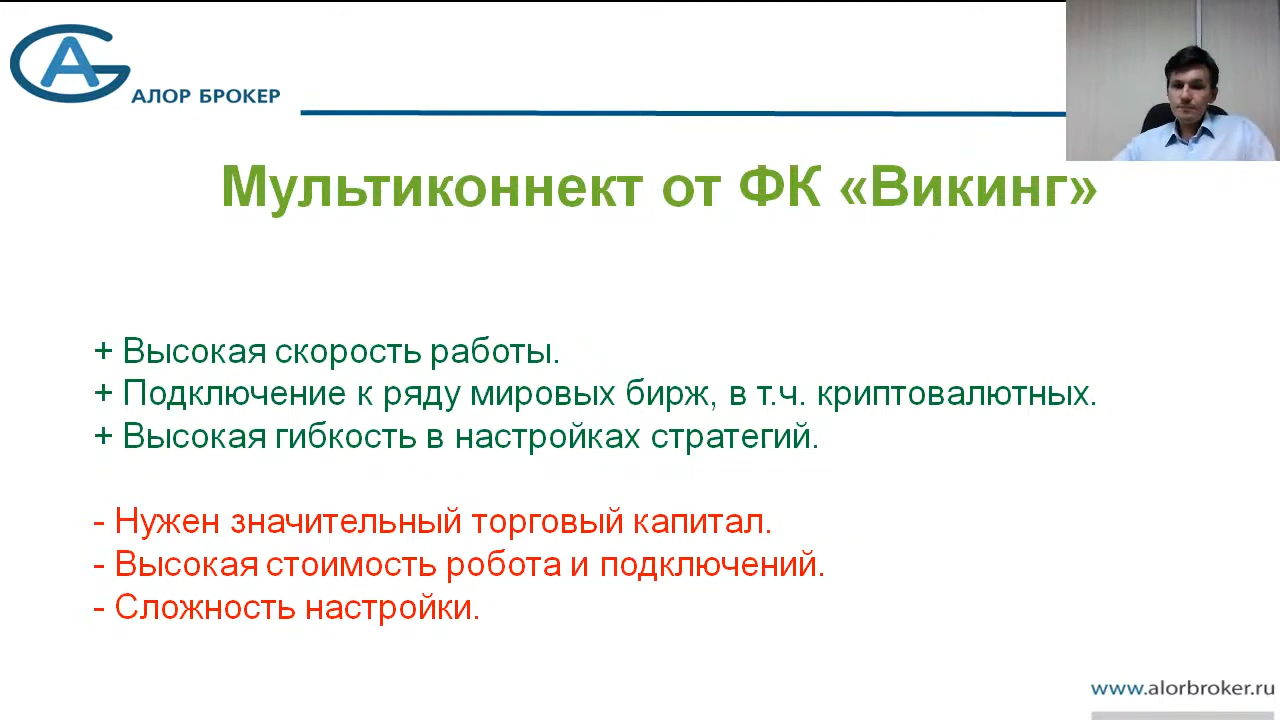 АЛОР БРОКЕР
Мультиконнект от ФК «Викинг»
+ Высокая скорость работы.
+ Подключение к ряду мировых бирж, в т.ч. криптовалютных.
+ Высокая гибкость в настройках стратегий.
- Нужен значительный торговый капитал.
- Высокая стоимость робота и подключений.
- Сложность настройки.
www.alorbroker.ru